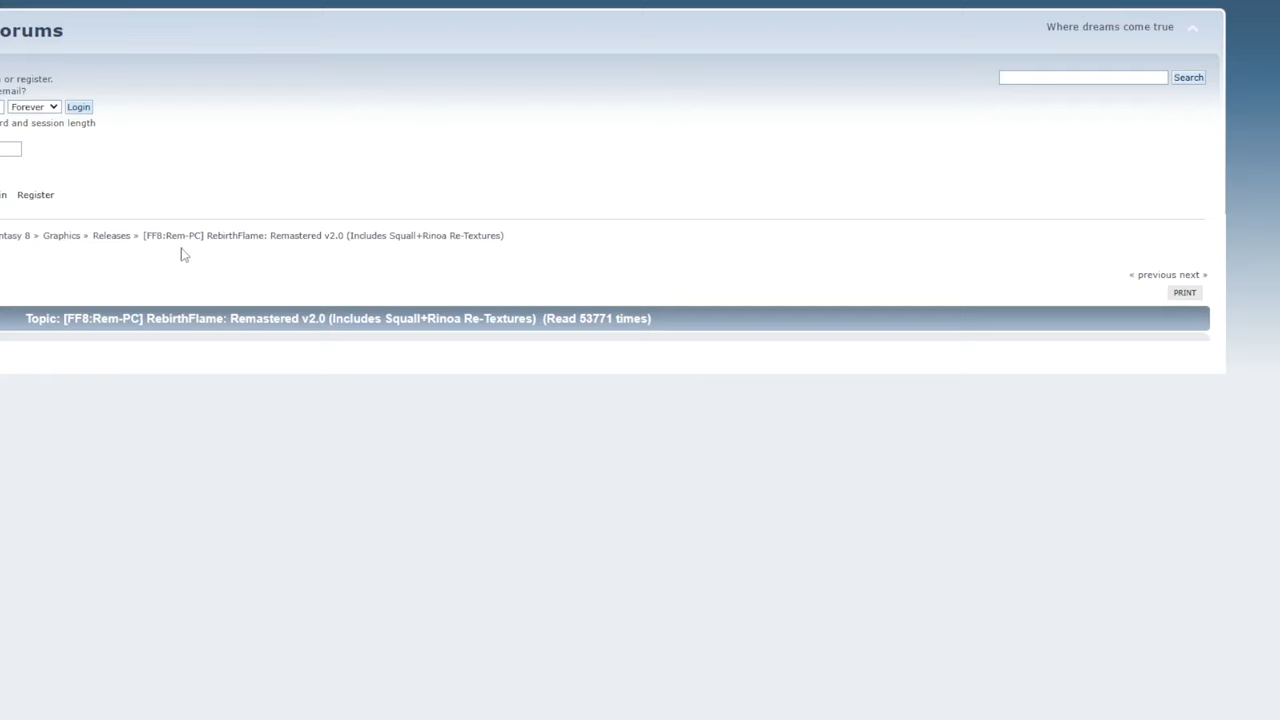 orums
Where dreams come true
or register.
email?
Search
Forever
Login
rd and session length
in Register
ntasy 8 » Graphics » Releases » [FF8:Rem-PC] RebirthFlame: Remastered v2.0 (Includes Squall+Rinoa Re-Textures)
« previous next »
PRINT
Topic: [FF8:Rem-PC] RebirthFlame: Remastered v2.0 (Includes Squall+Rinoa Re-Textures) (Read 53771 times)